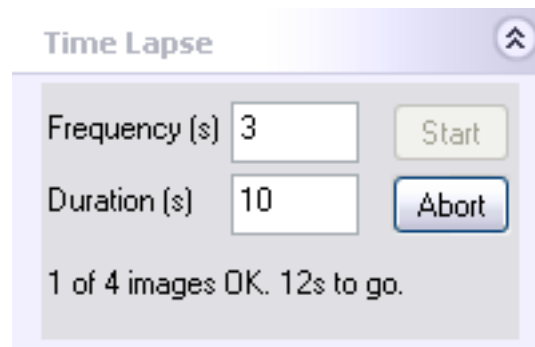 Time Lapse
Frequency (s) 3 Start
Duration (s) 10 Abort
1 of 4 images OK. 12s to go.